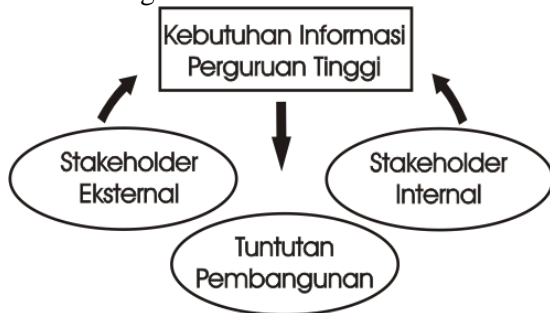 Kebutuhan Informasi
Perguruan Tinggi
Stakeholder
Eksternal
Stakeholder
Internal
Tuntutan
Pembangunan